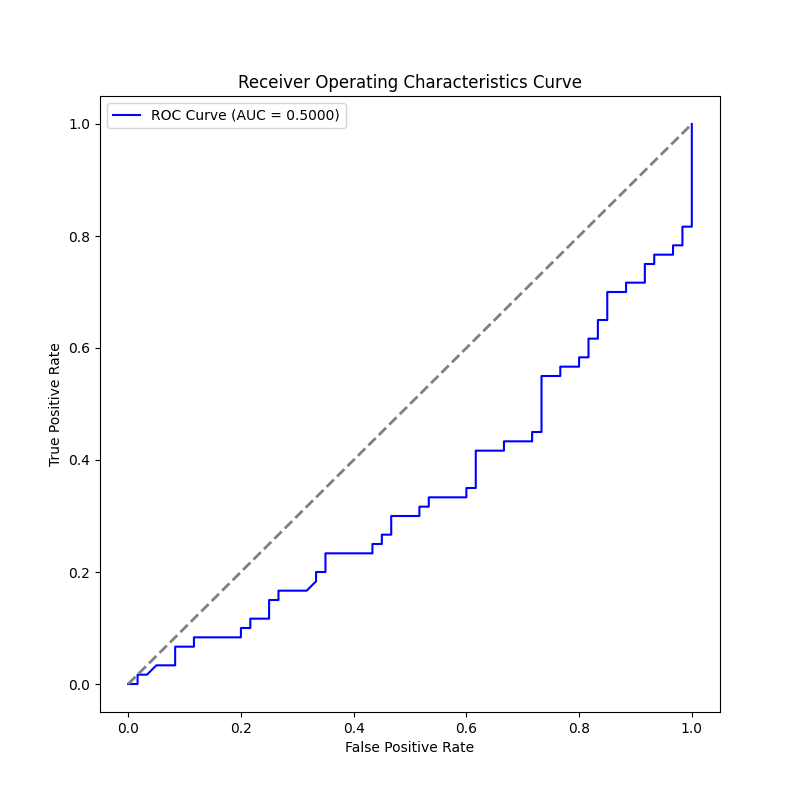 Receiver Operating Characteristics Curve
ROC Curve (AUC = 0.5000)
1.0
0.8
0.6
0.4
0.2
0.0
True Positive Rate
0.0 0.2 0.4 0.6 0.8 1.0
False Positive Rate